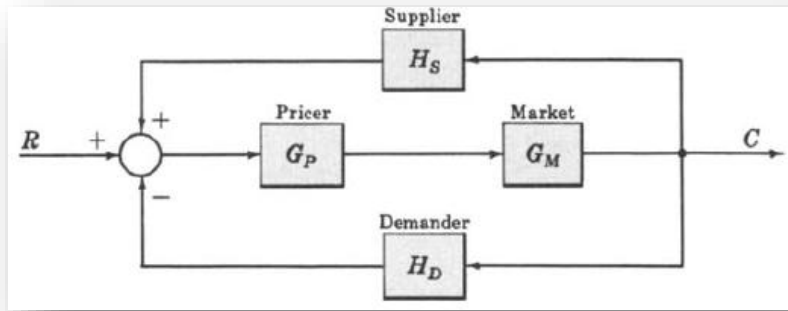 Supplier
H_S
+
Pricer
Market
R
+
G_P
G_M
C
−
Demander
H_D